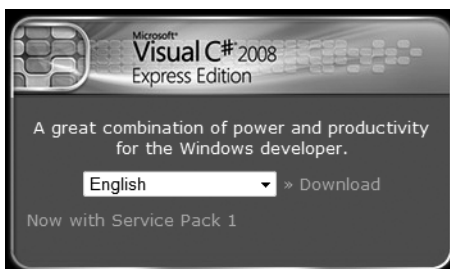 Microsoft®
Visual C# 2008
Express Edition
A great combination of power and productivity
for the Windows developer.
English » Download
Now with Service Pack 1